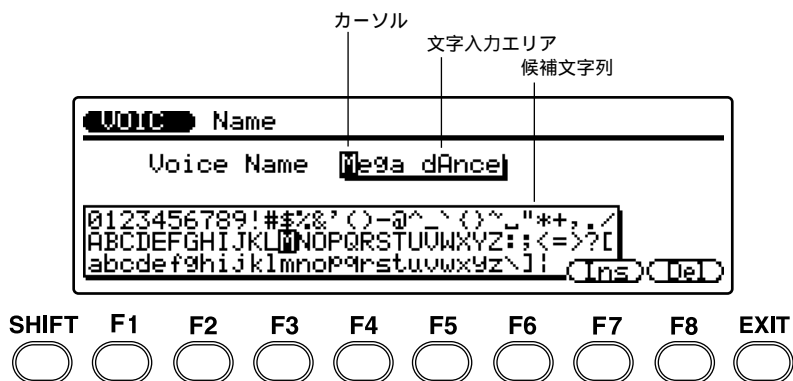 カーソル
文字入力エリア
候補文字列
VOICE Name
Voice Name Mega dAnce
0123456789!#$%&'()-@^_`{}~␣"*+,./
ABCDEFGHIJKLMNOPQRSTUVWXYZ:;<=>?[
abcdefghijklmnopqrstuvwxyz\]¦
Ins Del
SHIFT F1 F2 F3 F4 F5 F6 F7 F8 EXIT